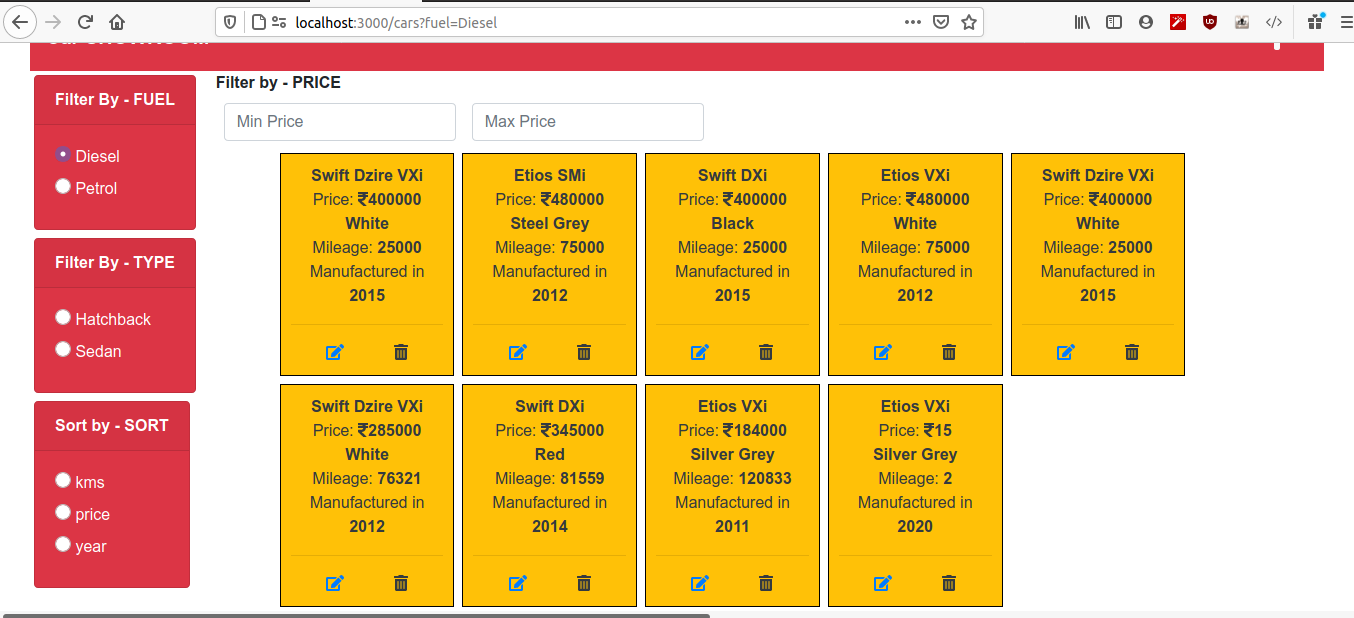 localhost:3000/cars?fuel=Diesel
Filter By - FUEL
Diesel
Petrol
Filter By - TYPE
Hatchback
Sedan
Sort by - SORT
kms
price
year
Filter by - PRICE
Min Price
Max Price
Swift Dzire VXi
Price: ₹400000
White
Mileage: 25000
Manufactured in
2015
Etios SMi
Price: ₹480000
Steel Grey
Mileage: 75000
Manufactured in
2012
Swift DXi
Price: ₹400000
Black
Mileage: 25000
Manufactured in
2015
Etios VXi
Price: ₹480000
White
Mileage: 75000
Manufactured in
2012
Swift Dzire VXi
Price: ₹400000
White
Mileage: 25000
Manufactured in
2015
Swift Dzire VXi
Price: ₹285000
White
Mileage: 76321
Manufactured in
2012
Swift DXi
Price: ₹345000
Red
Mileage: 81559
Manufactured in
2014
Etios VXi
Price: ₹184000
Silver Grey
Mileage: 120833
Manufactured in
2011
Etios VXi
Price: ₹15
Silver Grey
Mileage: 2
Manufactured in
2020